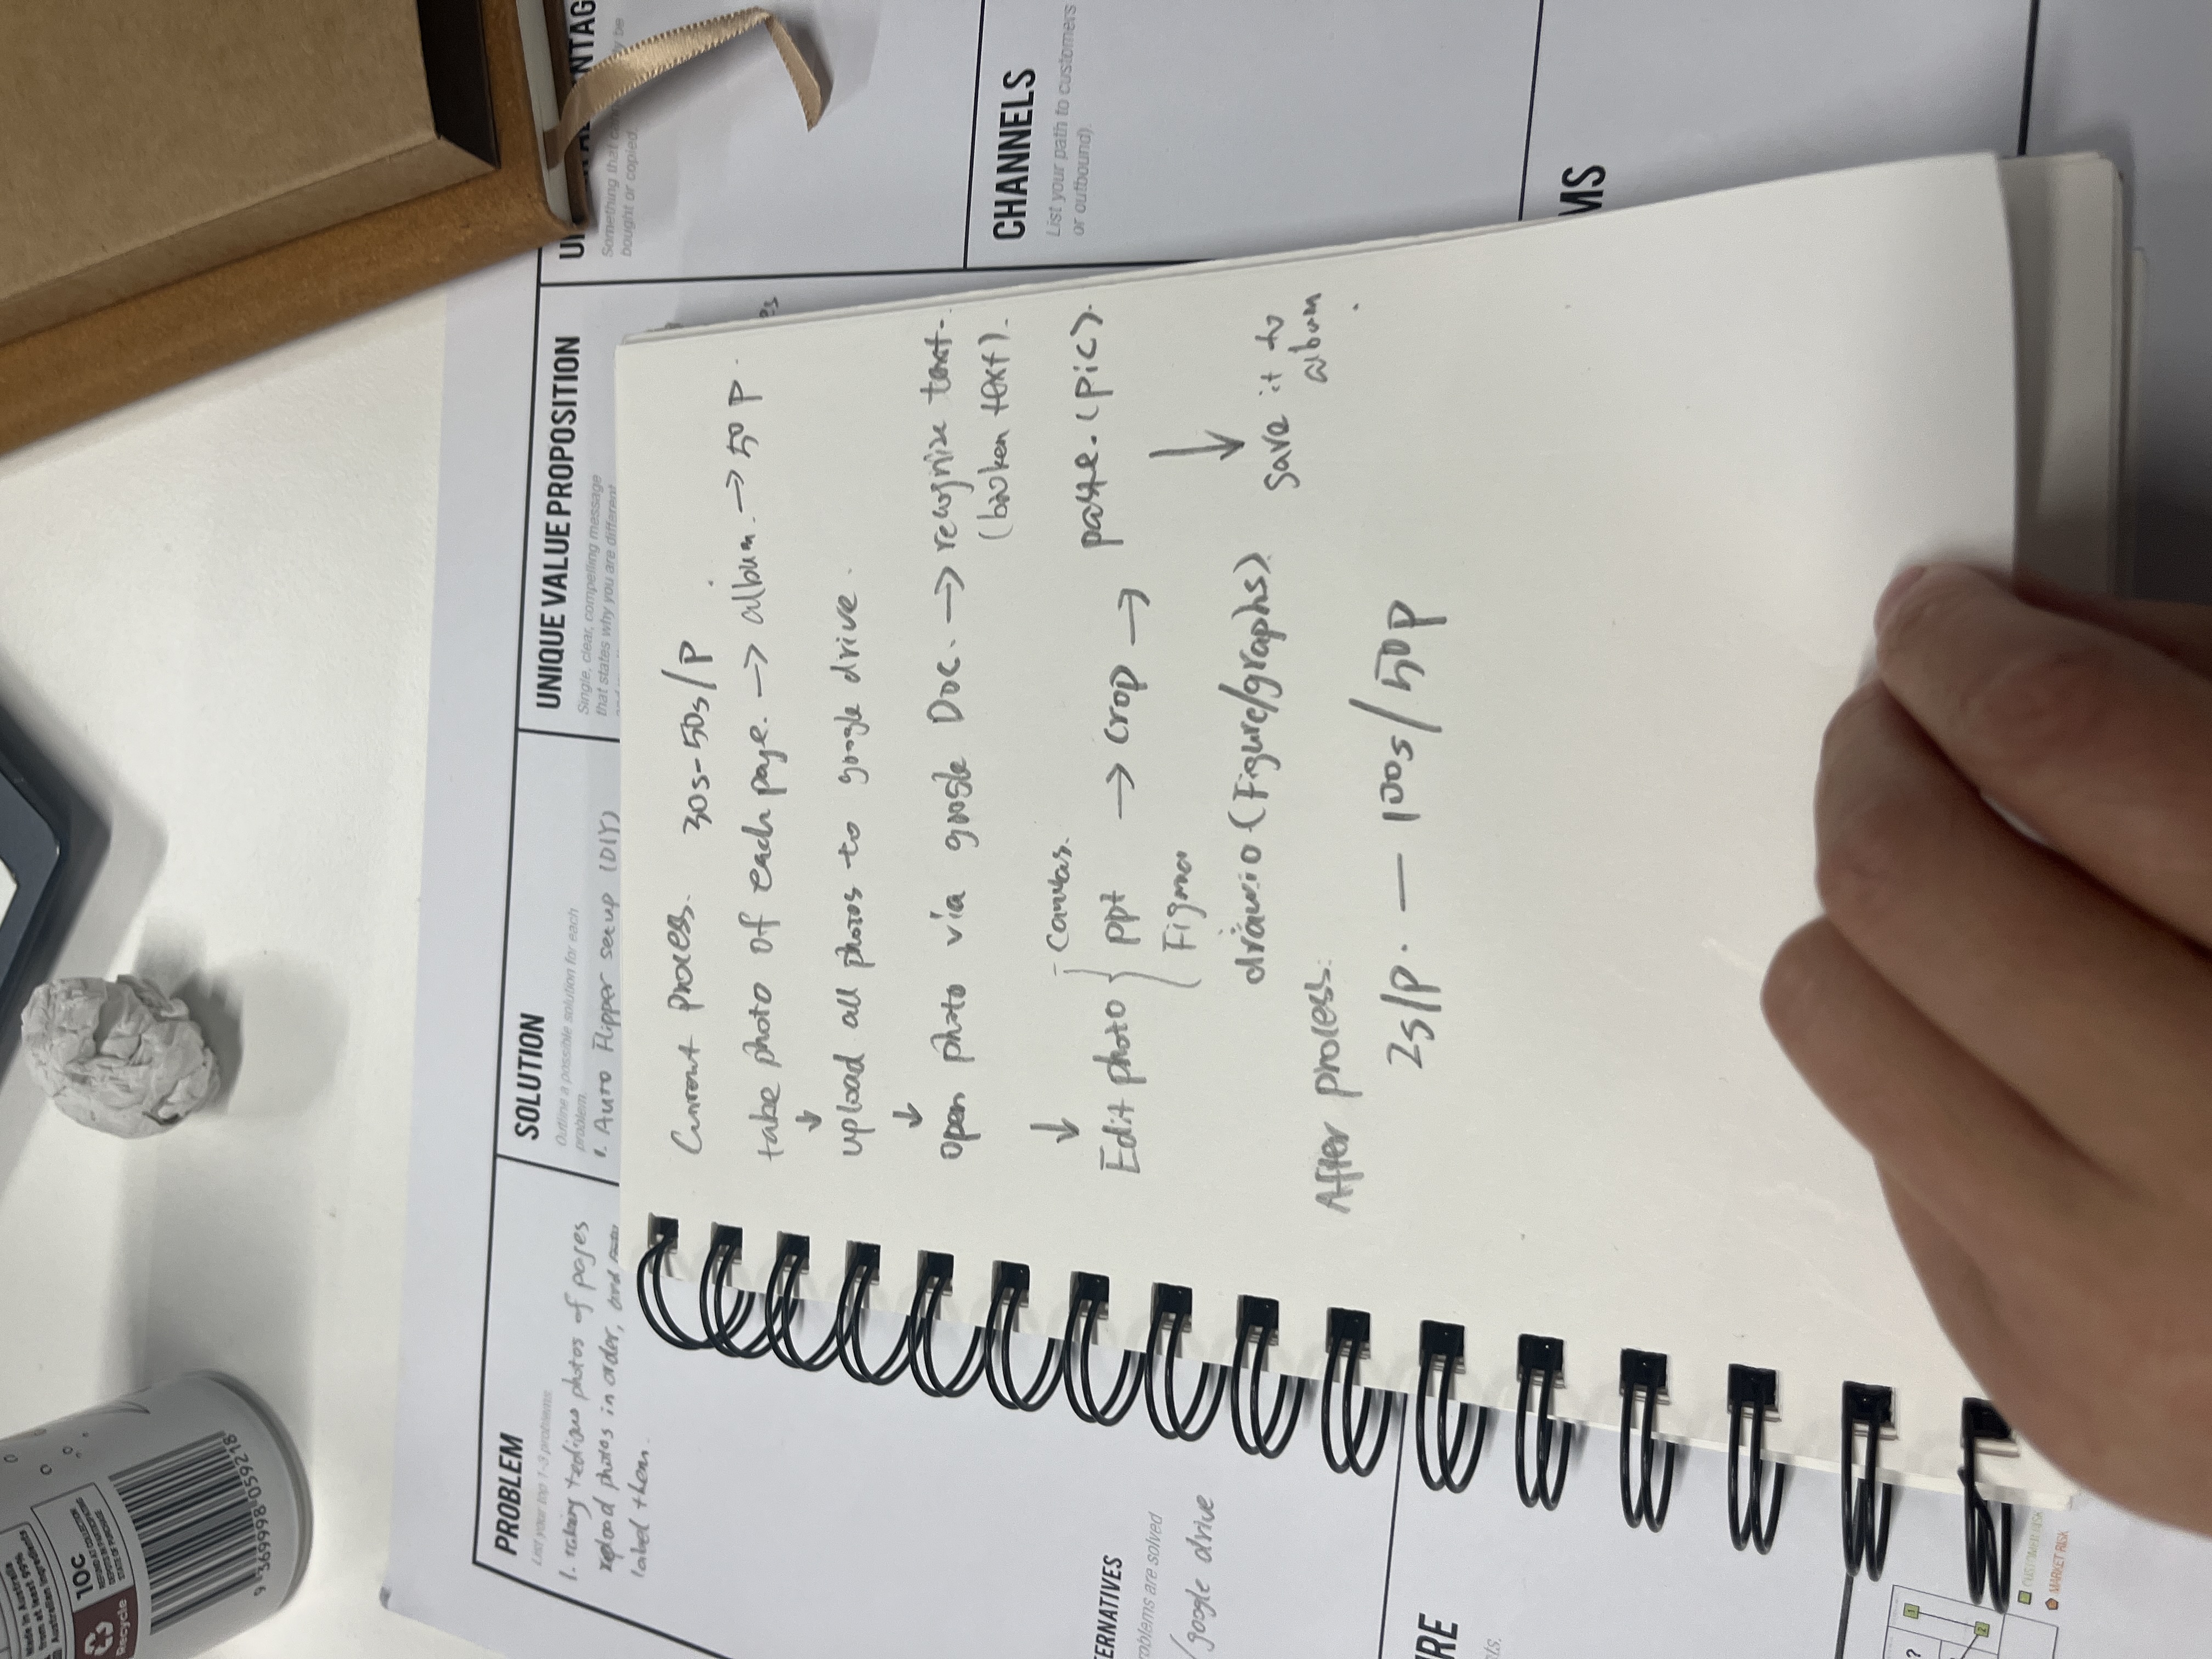 Made in Australia
from at least 99%
Australian ingredients
10c
REFUND AT COLLECTION
DEPOTS IN PARTICIPATING
STATE OF PURCHASE
Recycle
9 369998 059218
PROBLEM
List your top 1-3 problems.
1. taking tedious photos of pages
upload photos in order, and
label them.
SOLUTION
Outline a possible solution for each
problem.
1. Auto Flipper setup (DIY)
UNIQUE VALUE PROPOSITION
Single, clear, compelling message
that states why you are different
NTAG
Something that can be
bought or copied.
Current process. 30s-50s/P
take photo of each page. → album. → 50 P.
↓
upload all photos to google drive.
↓
open photo via google Doc. → recognize text.
(broken text).
↓
Edit photo { - Canvas.
ppt → crop → paste. (pic).
Figma
draw.io (Figure/graphs)
↓
save it to
album
After process:
2s/p. — 100s/50p
CHANNELS
List your path to customers
or outbound).
ERNATIVES
roblems are solved
/google drive
RE
nts.
MS
?
1
2
CUSTOMER RISK
MARKET RISK